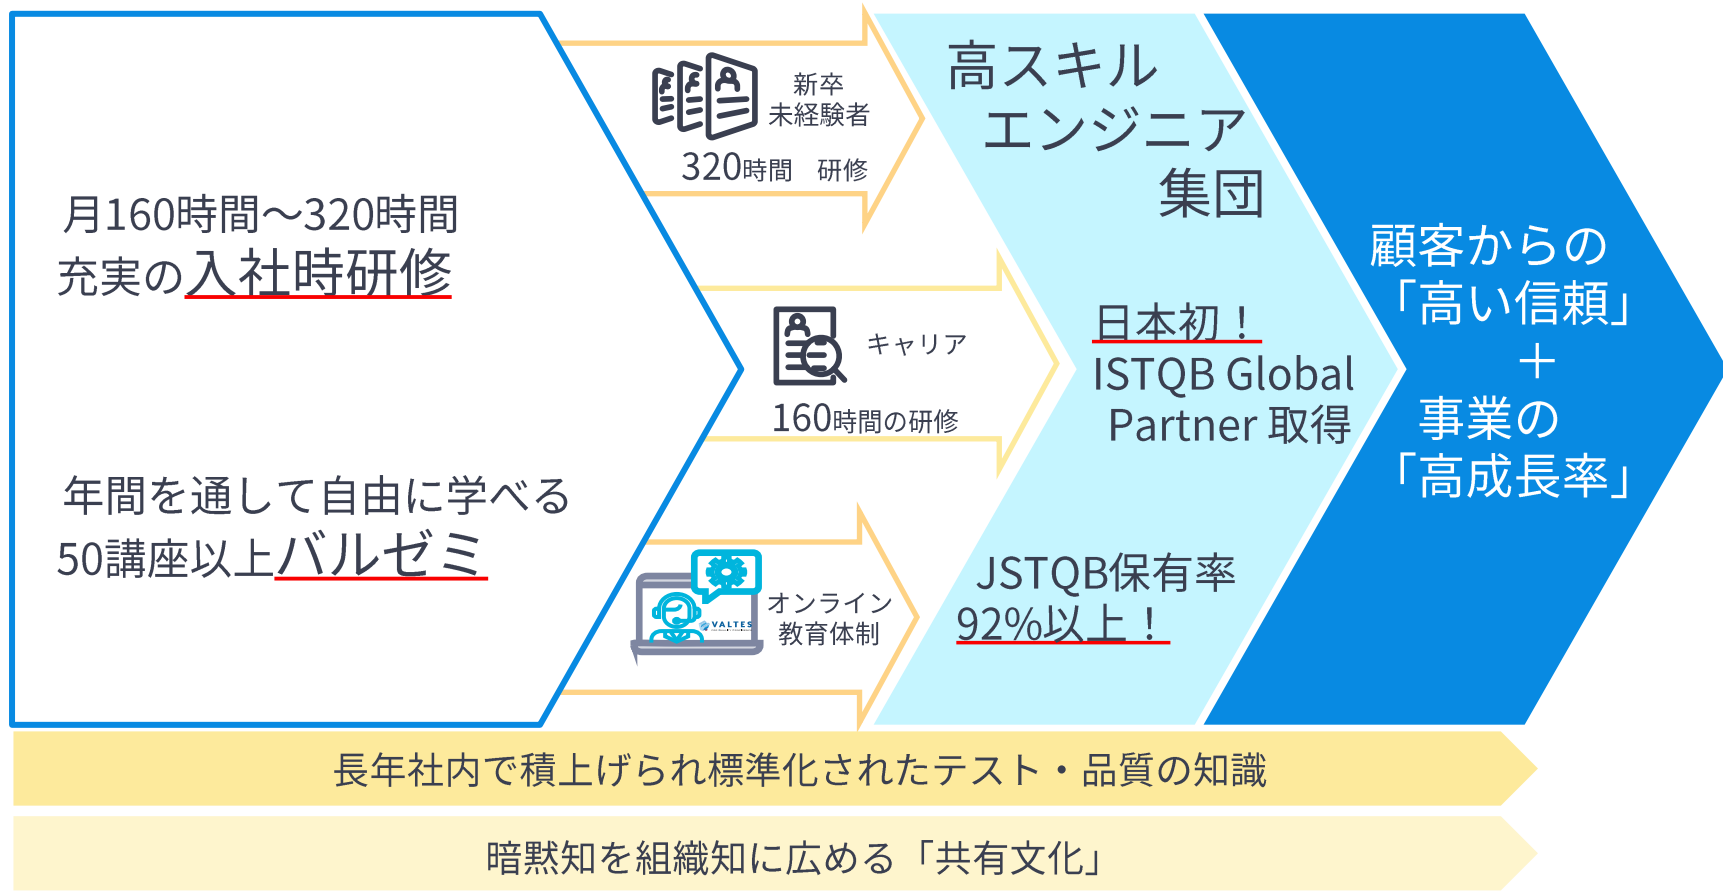 月160時間～320時間
充実の入社時研修
年間を通して自由に学べる
50講座以上バルゼミ
新卒
未経験者
320時間　研修
キャリア
160時間の研修
VALTES
オンライン
教育体制
高スキル
エンジニア
集団
日本初！
ISTQB Global
Partner 取得
JSTQB保有率
92%以上！
顧客からの
「高い信頼」
＋
事業の
「高成長率」
長年社内で積上げられ標準化されたテスト・品質の知識
暗黙知を組織知に広める「共有文化」